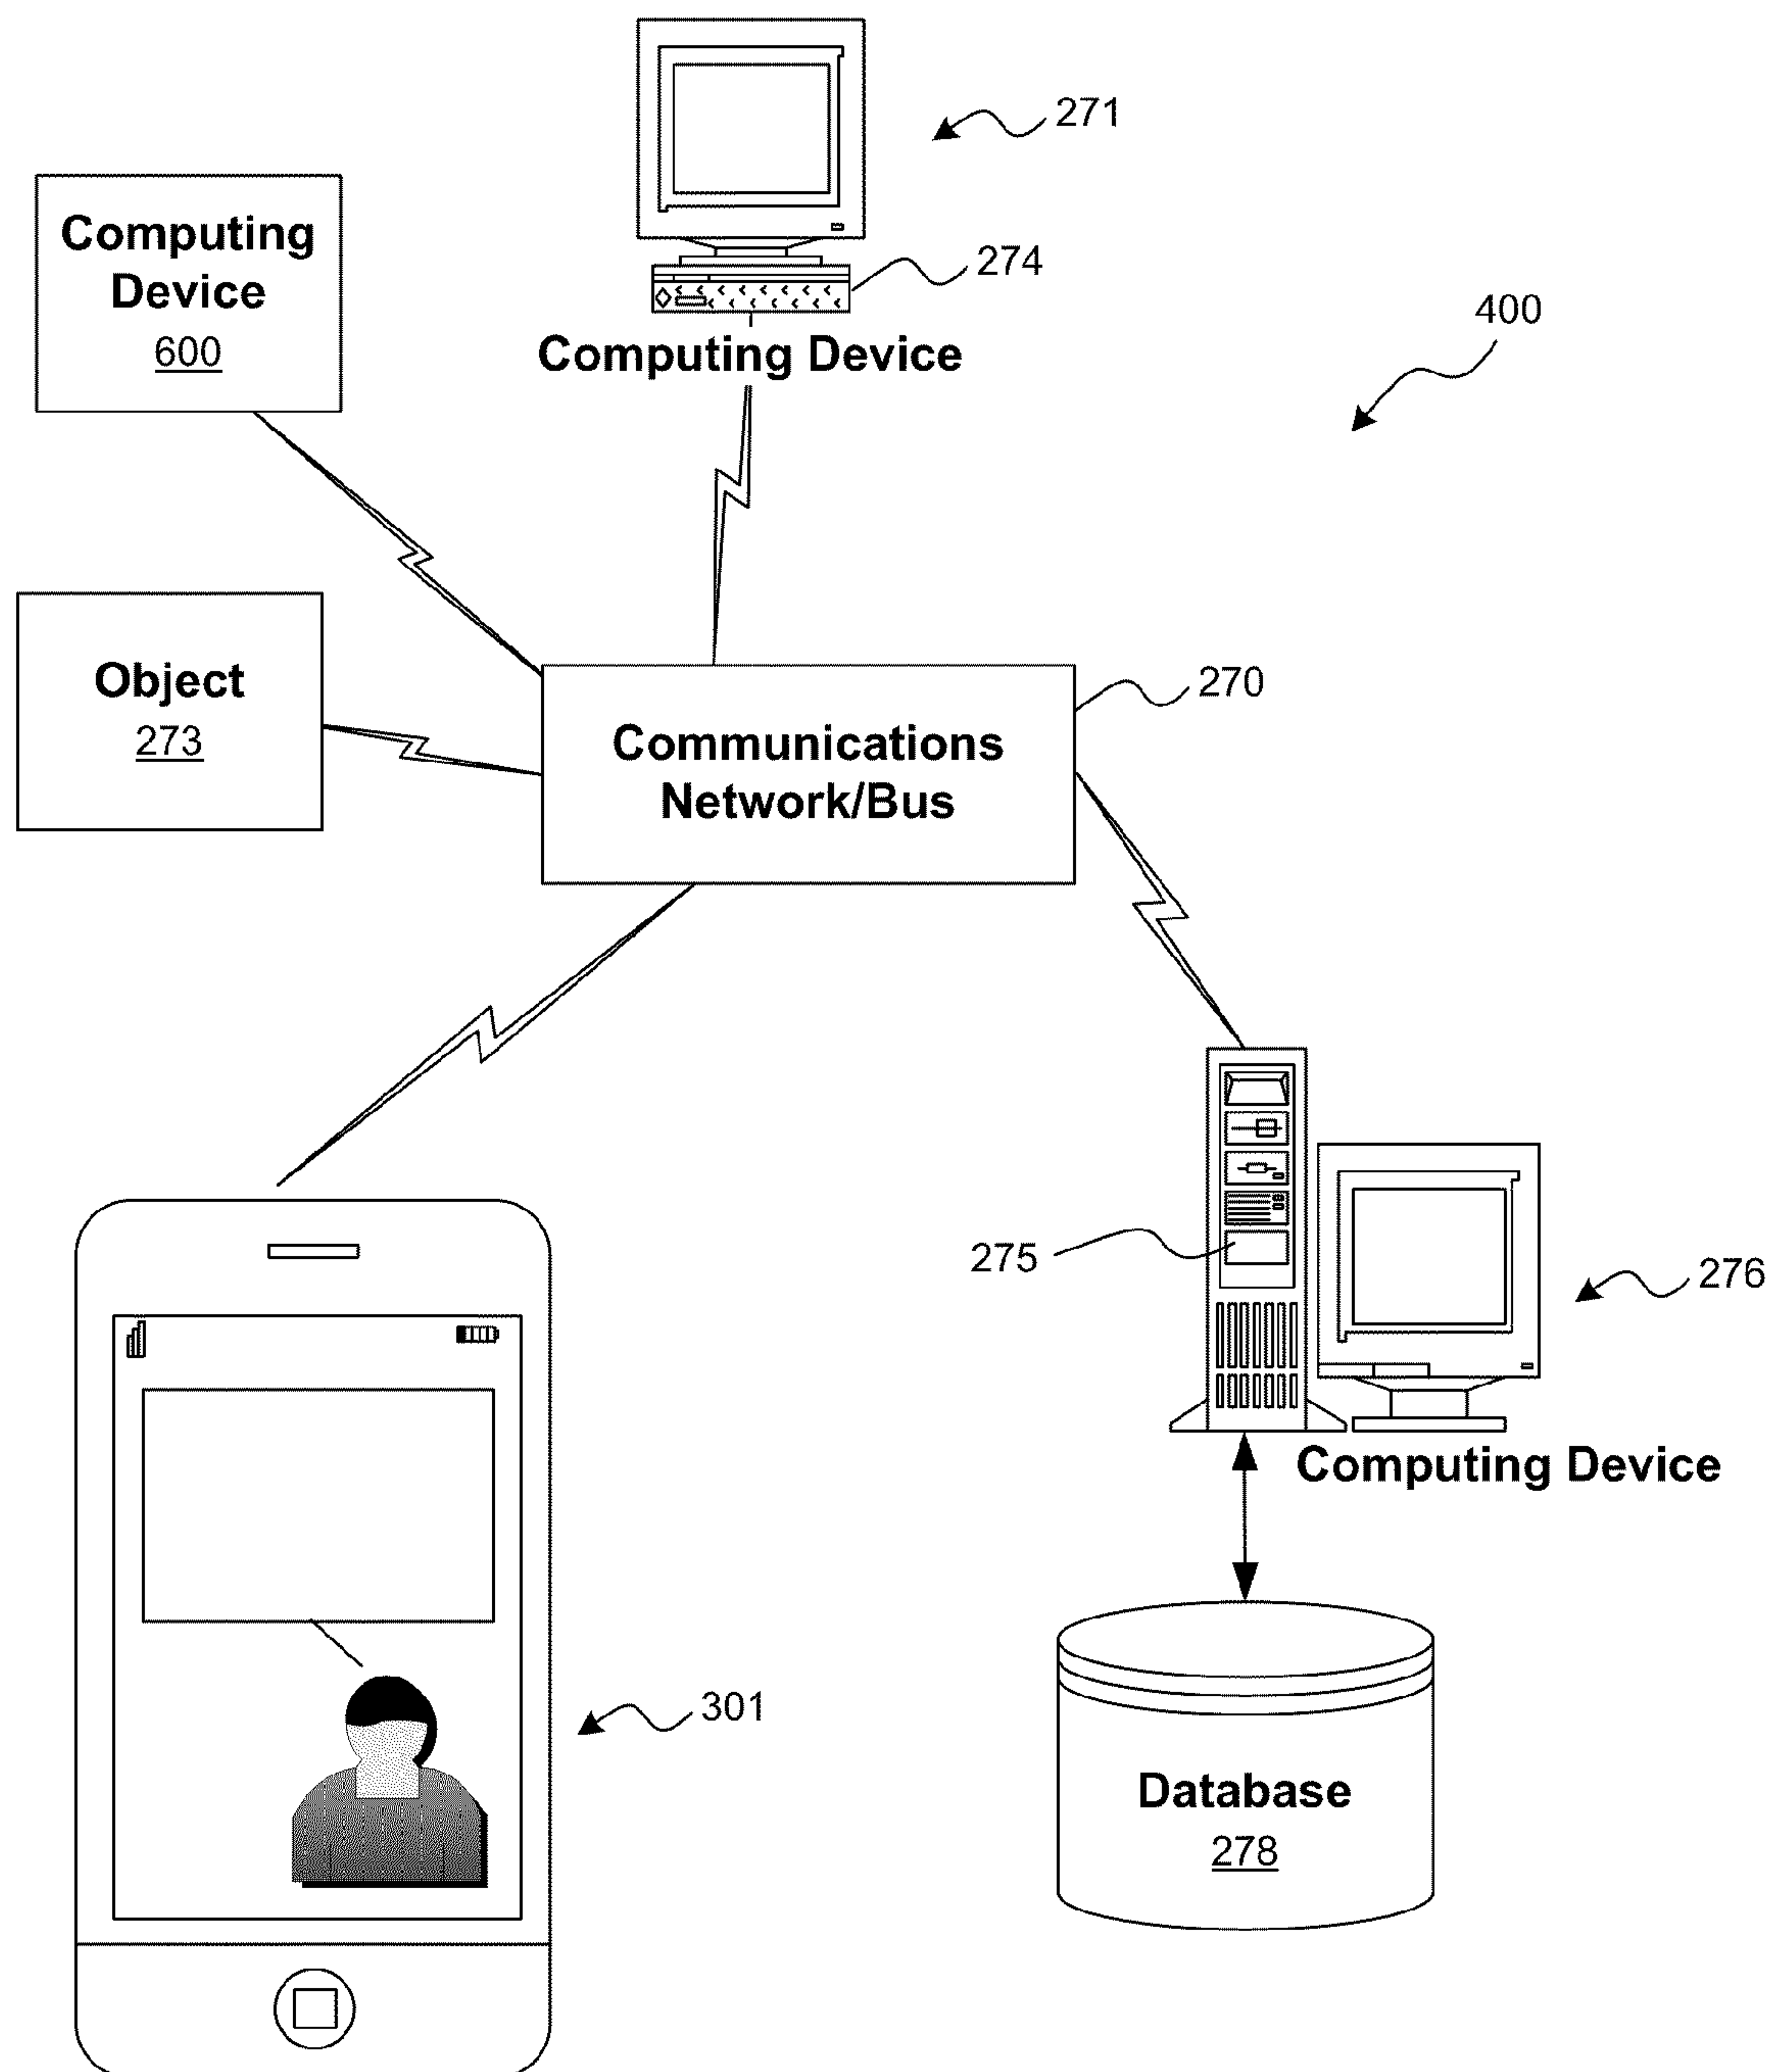 271
Computing
Device
600
274
Computing Device
400
Object
273
270
Communications
Network/Bus
275
276
Computing Device
301
Database
278